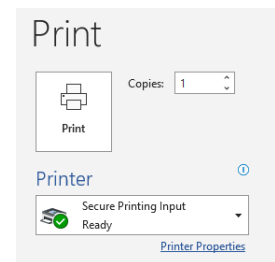 Print
Copies: 1
Print
Printer
Secure Printing Input
Ready
Printer Properties